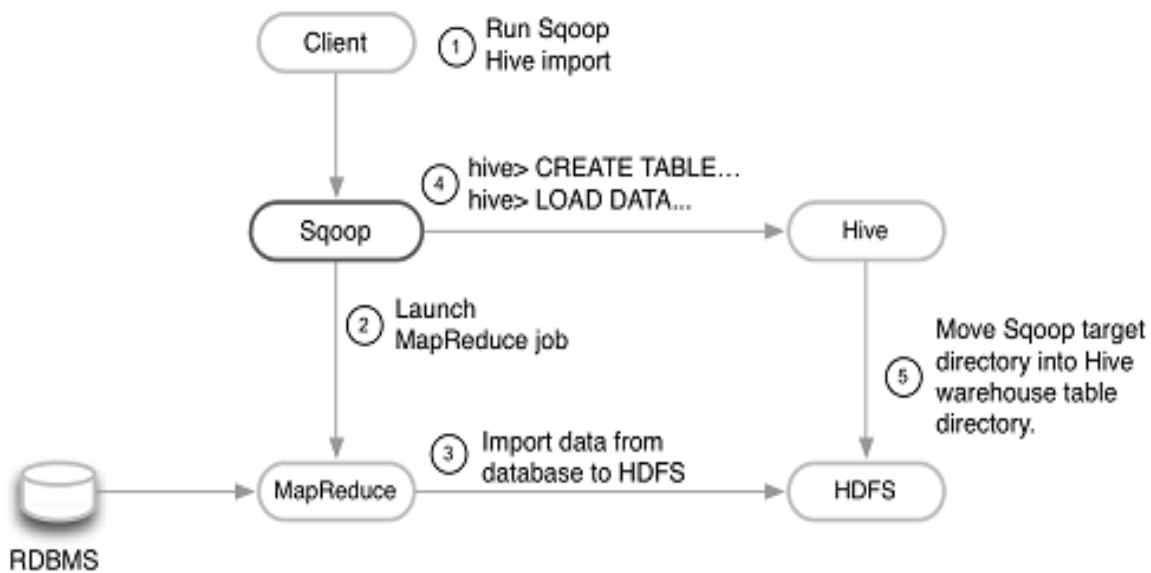 Client
1
Run Sqoop
Hive import
4
hive> CREATE TABLE…
hive> LOAD DATA...
Sqoop
Hive
2
Launch
MapReduce job
5
Move Sqoop target
directory into Hive
warehouse table
directory.
3
Import data from
database to HDFS
MapReduce
HDFS
RDBMS